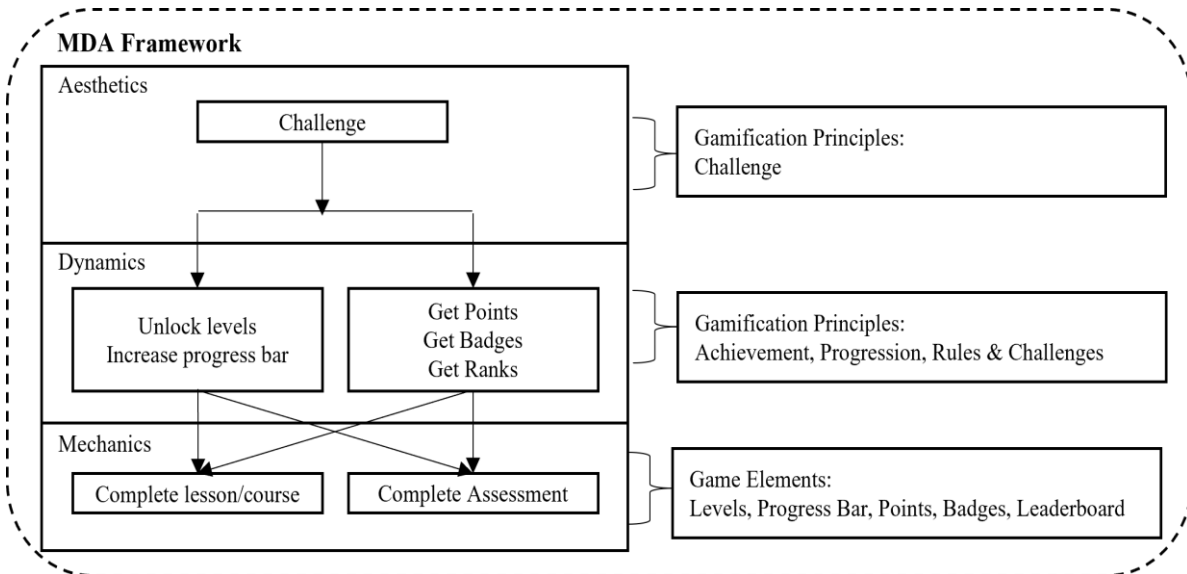 MDA Framework
Aesthetics
Challenge
Gamification Principles:
Challenge
Dynamics
Unlock levels
Increase progress bar
Get Points
Get Badges
Get Ranks
Gamification Principles:
Achievement, Progression, Rules & Challenges
Mechanics
Complete lesson/course
Complete Assessment
Game Elements:
Levels, Progress Bar, Points, Badges, Leaderboard